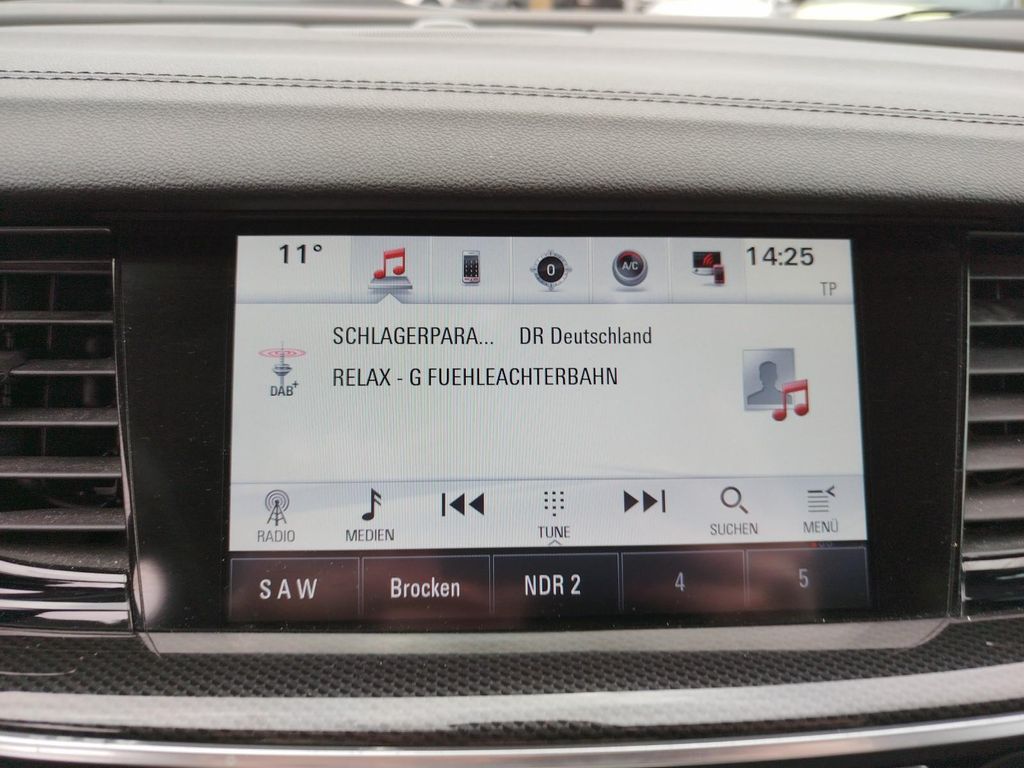 11° 14:25
0 A/C
TP
SCHLAGERPARA... DR Deutschland
RELAX - G FUEHLEACHTERBAHN
DAB+
RADIO MEDIEN TUNE SUCHEN MENÜ
SAW Brocken NDR 2 4 5